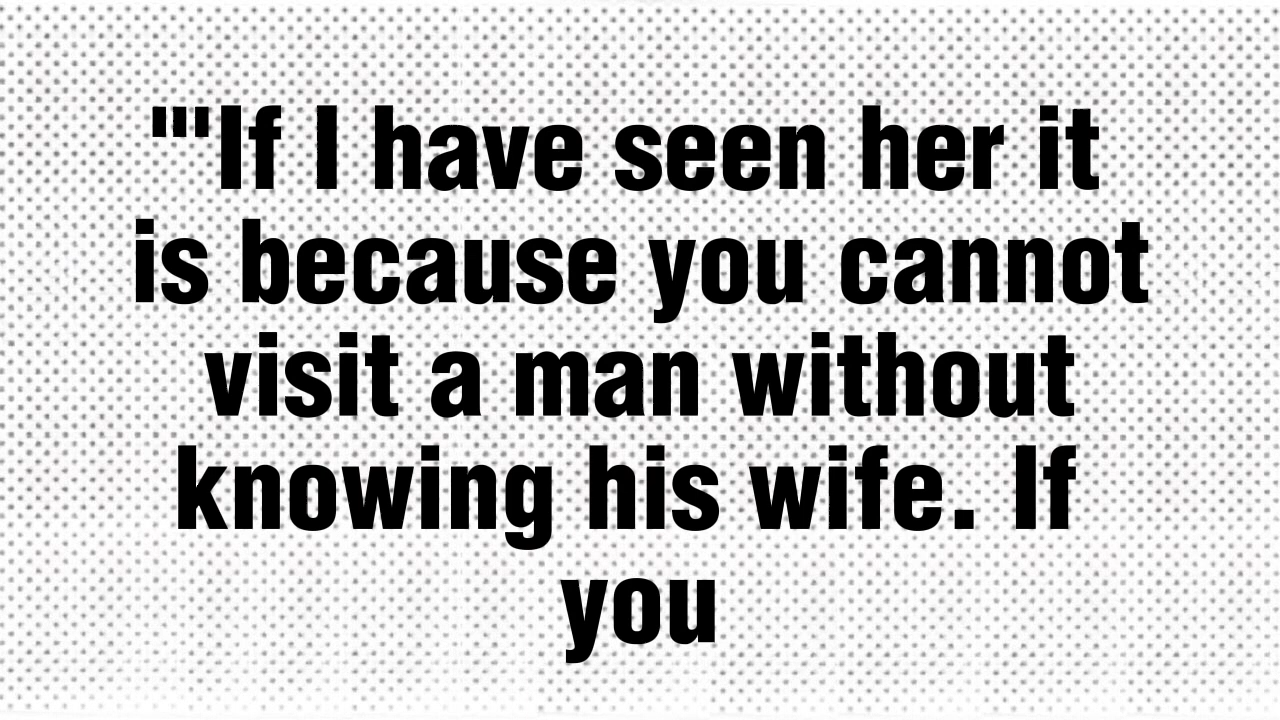 "'If I have seen her it
is because you cannot
visit a man without
knowing his wife. If
you